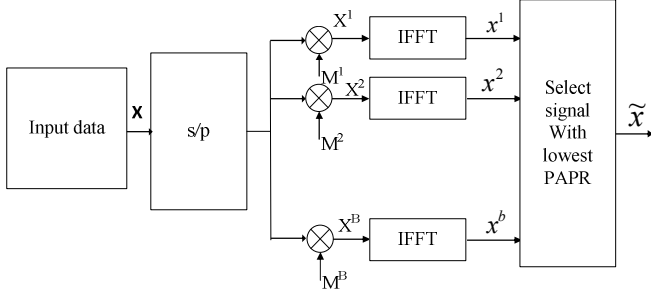 Input data
X
s/p
X¹
M¹
IFFT
x¹
X²
M²
IFFT
x²
Xᴮ
Mᴮ
IFFT
xᵇ
Select
signal
With
lowest
PAPR
x̃